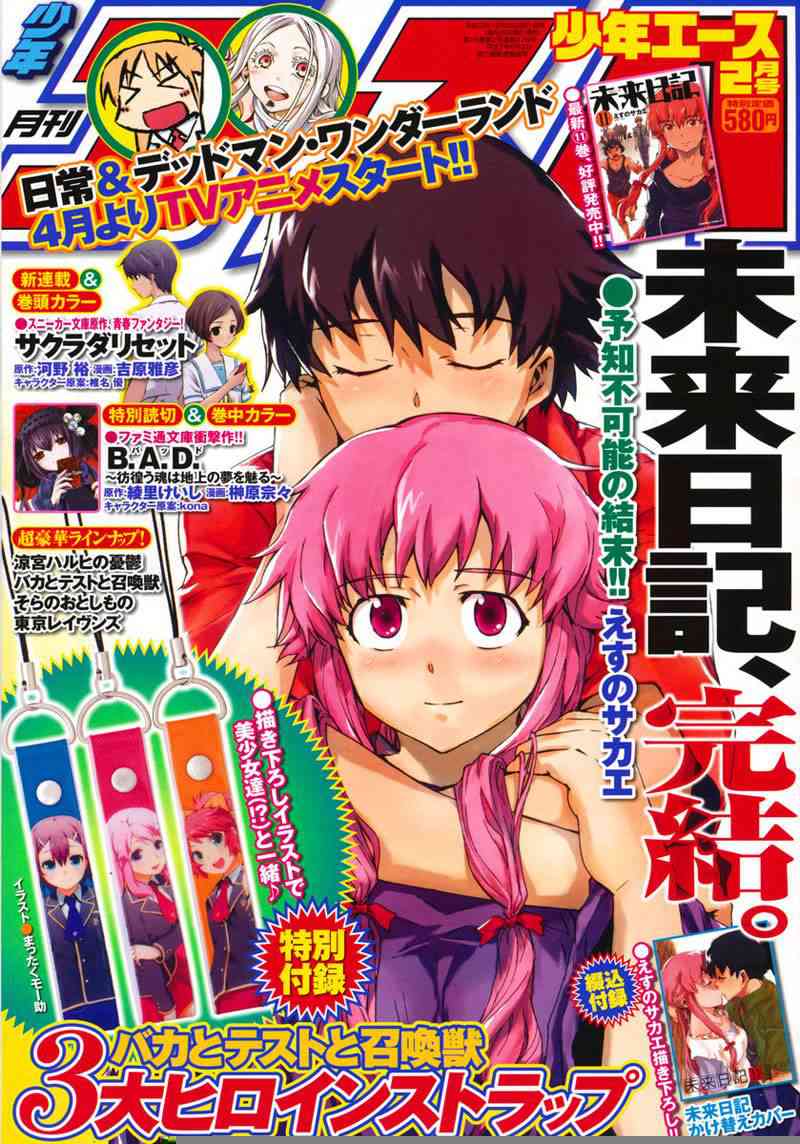 月刊
少年
エース
少年エース
2月号
特別定価
580円
日常&デッドマン・ワンダーランド
4月よりTVアニメスタート!!
未来日記
11
えすのサカエ
●最新⑪巻、好評発売中!!
新連載&
巻頭カラー
●スニーカー文庫原作、青春ファンタジー!
サクラダリセット
原作:河野 裕 漫画:吉原雅彦
キャラクター原案:椎名 優
特別読切&巻中カラー
●ファミ通文庫衝撃作!!
B.A.D.
バッド
～彷徨う魂は地上の夢を魅る～
原作:綾里けいし 漫画:榊原宗々
キャラクター原案:kona
超豪華ラインナップ!
涼宮ハルヒの憂鬱
バカとテストと召喚獣
そらのおとしもの
東京レイヴンズ
未来日記、完結。
●予知不可能の結末!! えすのサカエ
●描き下ろしイラストで
美少女達(!?)と一緒♪
イラスト●まったくモー助
特別
付録
バカとテストと召喚獣
3大ヒロインストラップ
綴込
付録
●えすのサカエ描き下ろし!
未来日記
未来日記
かけ替えカバー